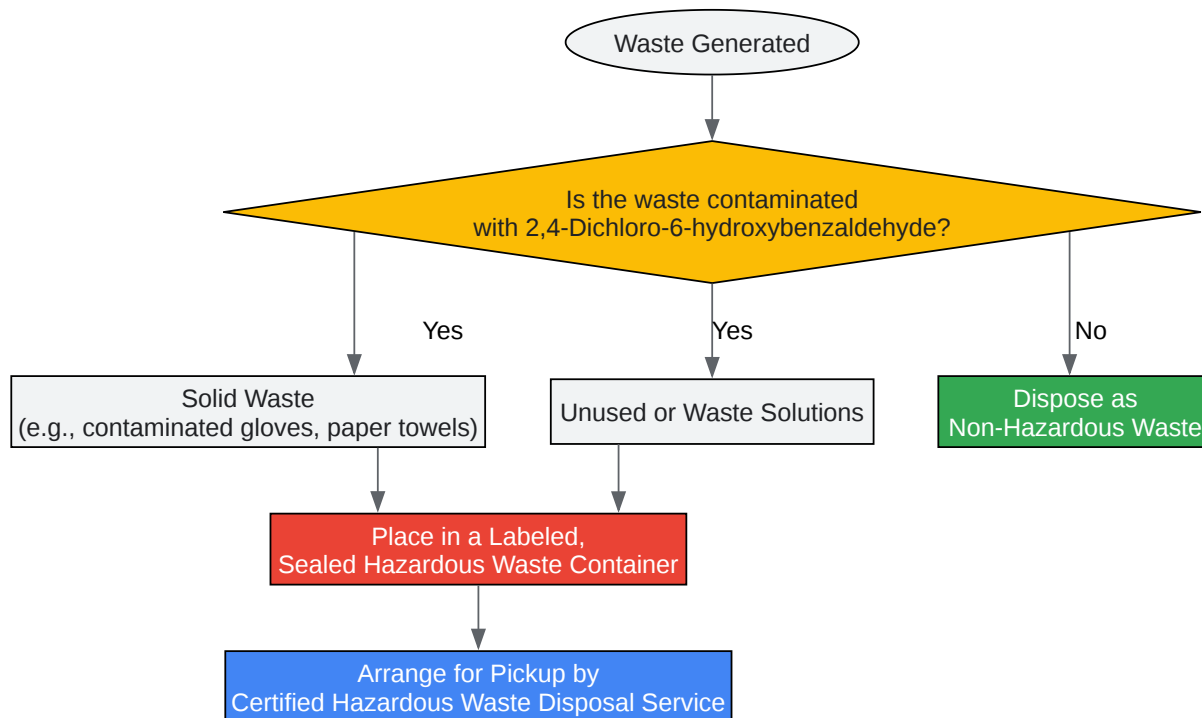 Waste Generated
Is the waste contaminated
with 2,4-Dichloro-6-hydroxybenzaldehyde?
Yes
Yes
No
Solid Waste
(e.g., contaminated gloves, paper towels)
Unused or Waste Solutions
Dispose as
Non-Hazardous Waste
Place in a Labeled,
Sealed Hazardous Waste Container
Arrange for Pickup by
Certified Hazardous Waste Disposal Service